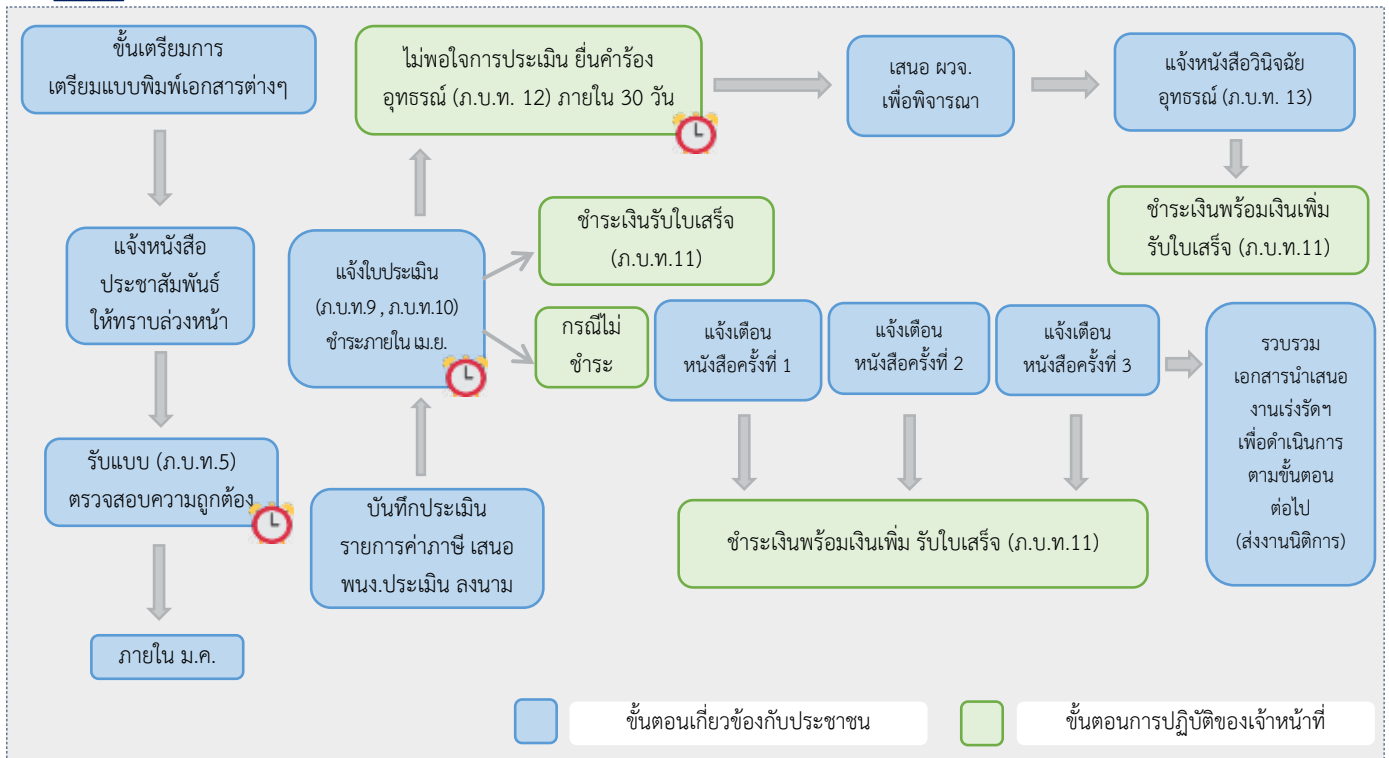 ขั้นเตรียมการ
เตรียมแบบพิมพ์เอกสารต่างๆ
แจ้งหนังสือ
ประชาสัมพันธ์
ให้ทราบล่วงหน้า
รับแบบ (ภ.บ.ท.5)
ตรวจสอบความถูกต้อง
ภายใน ม.ค.
บันทึกประเมิน
รายการค่าภาษี เสนอ
พนง.ประเมิน ลงนาม
แจ้งใบประเมิน
(ภ.บ.ท.9 , ภ.บ.ท.10)
ชำระภายใน เม.ย.
ไม่พอใจการประเมิน ยื่นคำร้อง
อุทธรณ์ (ภ.บ.ท. 12) ภายใน 30 วัน
เสนอ ผวจ.
เพื่อพิจารณา
แจ้งหนังสือวินิจฉัย
อุทธรณ์ (ภ.บ.ท. 13)
ชำระเงินพร้อมเงินเพิ่ม
รับใบเสร็จ (ภ.บ.ท.11)
ชำระเงินรับใบเสร็จ
(ภ.บ.ท.11)
กรณีไม่
ชำระ
แจ้งเตือน
หนังสือครั้งที่ 1
แจ้งเตือน
หนังสือครั้งที่ 2
แจ้งเตือน
หนังสือครั้งที่ 3
รวบรวม
เอกสารนำเสนอ
งานเร่งรัดฯ
เพื่อดำเนินการ
ตามขั้นตอน
ต่อไป
(ส่งงานนิติการ)
ชำระเงินพร้อมเงินเพิ่ม รับใบเสร็จ (ภ.บ.ท.11)
ขั้นตอนเกี่ยวข้องกับประชาชน
ขั้นตอนการปฏิบัติของเจ้าหน้าที่